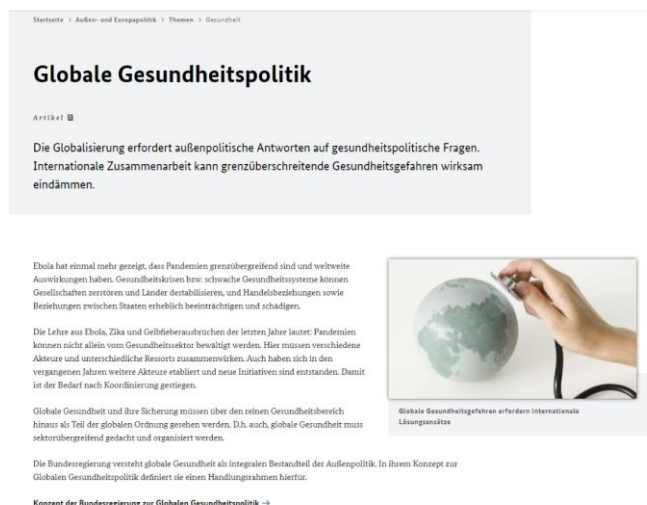 Startseite > Außen- und Europapolitik > Themen > Gesundheit
Globale Gesundheitspolitik
Artikel
Die Globalisierung erfordert außenpolitische Antworten auf gesundheitspolitische Fragen.
Internationale Zusammenarbeit kann grenzüberschreitende Gesundheitsgefahren wirksam
eindämmen.
Ebola hat einmal mehr gezeigt, dass Pandemien grenzübergreifend sind und weltweite
Auswirkungen haben. Gesundheitskrisen bzw. schwache Gesundheitssysteme können
Gesellschaften zerstören und Länder destabilisieren, und Handelsbeziehungen sowie
Beziehungen zwischen Staaten erheblich beeinträchtigen und schädigen.
Die Lehre aus Ebola, Zika und Gelbfieberausbrüchen der letzten Jahre lautet: Pandemien
können nicht allein vom Gesundheitssektor bewältigt werden. Hier müssen verschiedene
Akteure und unterschiedliche Ressorts zusammenwirken. Auch haben sich in den
vergangenen Jahren weitere Akteure etabliert und neue Initiativen sind entstanden. Damit
ist der Bedarf nach Koordinierung gestiegen.
Globale Gesundheit und ihre Sicherung müssen über den reinen Gesundheitsbereich
hinaus als Teil der globalen Ordnung gesehen werden. D.h. auch, globale Gesundheit muss
sektorübergreifend gedacht und organisiert werden.
Globale Gesundheitsgefahren erfordern internationale
Lösungsansätze
Die Bundesregierung versteht globale Gesundheit als integralen Bestandteil der Außenpolitik. In ihrem Konzept zur
Globalen Gesundheitspolitik definiert sie einen Handlungsrahmen hierfür.
Konzept der Bundesregierung zur Globalen Gesundheitspolitik →